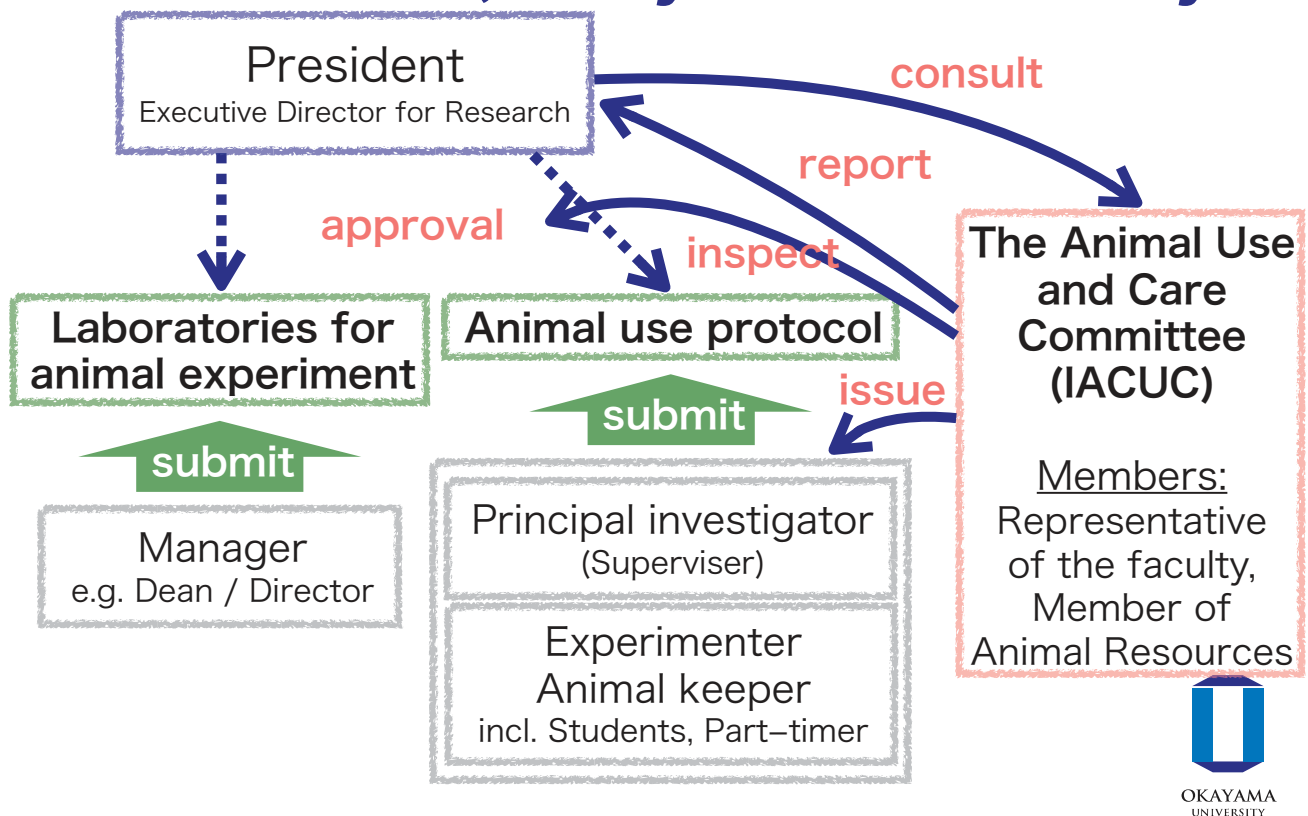 President
Executive Director for Research
consult
report
approval
inspect
The Animal Use
and Care
Committee
(IACUC)
Members:
Representative
of the faculty,
Member of
Animal Resources
Laboratories for
animal experiment
Animal use protocol
issue
submit
submit
Manager
e.g. Dean / Director
Principal investigator
(Superviser)
Experimenter
Animal keeper
incl. Students, Part–timer
OKAYAMA
UNIVERSITY